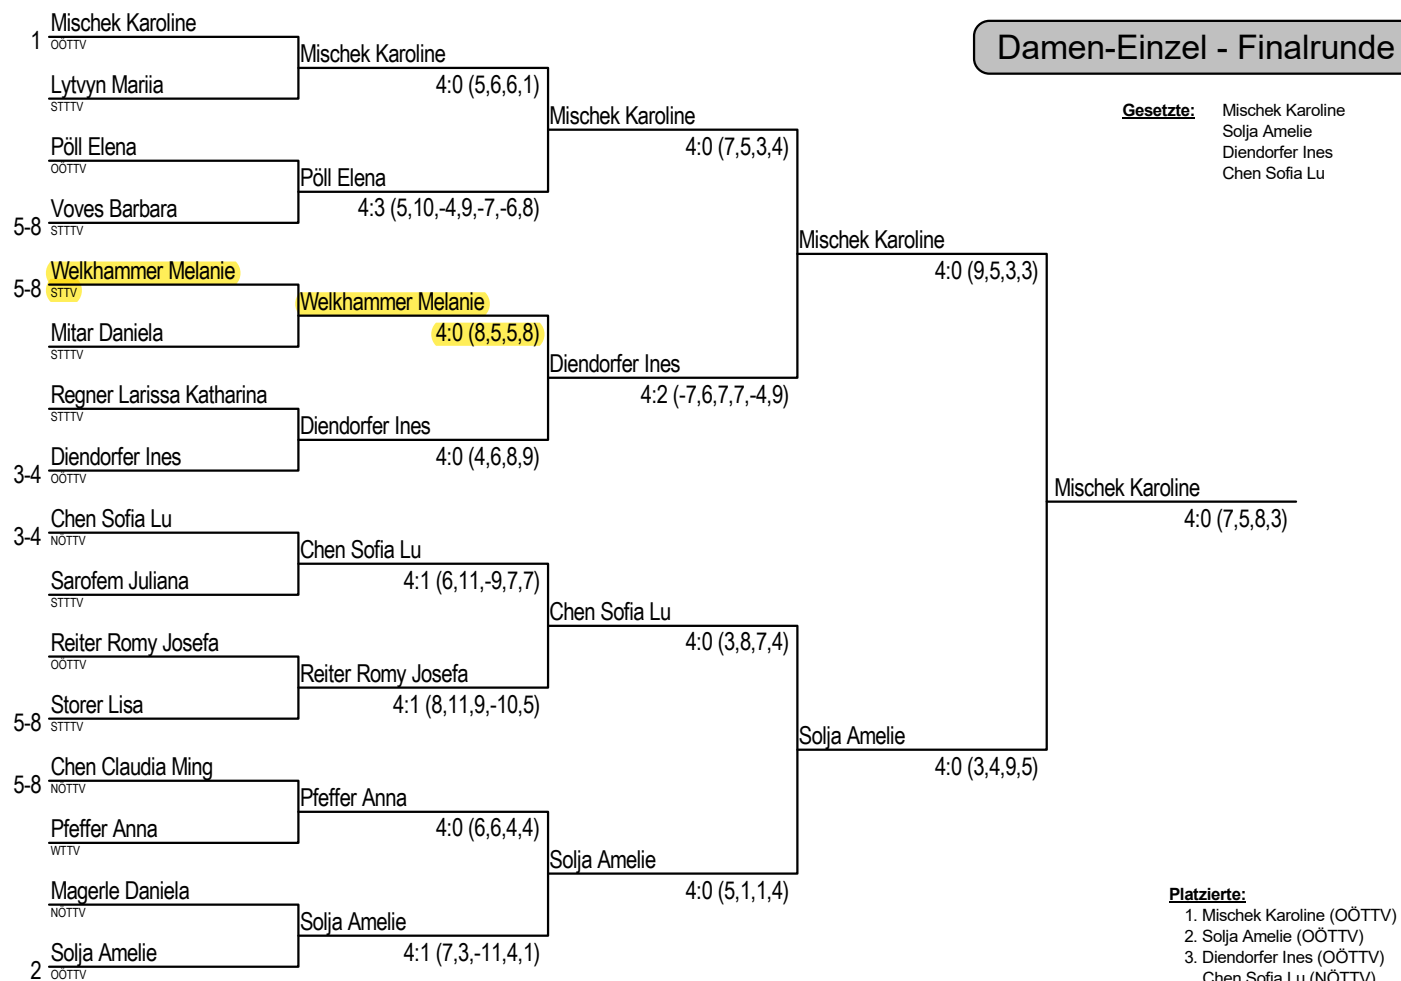 Damen-Einzel - Finalrunde
Gesetzte: Mischek Karoline
Solja Amelie
Diendorfer Ines
Chen Sofia Lu
1 Mischek Karoline
OÖTTV
Lytvyn Mariia
STTTV
Pöll Elena
OÖTTV
5-8 Voves Barbara
STTTV
5-8 Welkhammer Melanie
STTV
Mitar Daniela
STTTV
Regner Larissa Katharina
STTTV
3-4 Diendorfer Ines
OÖTTV
3-4 Chen Sofia Lu
NÖTTV
Sarofem Juliana
STTTV
Reiter Romy Josefa
OÖTTV
5-8 Storer Lisa
STTTV
5-8 Chen Claudia Ming
NÖTTV
Pfeffer Anna
WTTV
Magerle Daniela
NÖTTV
2 Solja Amelie
OÖTTV
Mischek Karoline
4:0 (5,6,6,1)
Pöll Elena
4:3 (5,10,-4,9,-7,-6,8)
Welkhammer Melanie
4:0 (8,5,5,8)
Diendorfer Ines
4:0 (4,6,8,9)
Chen Sofia Lu
4:1 (6,11,-9,7,7)
Reiter Romy Josefa
4:1 (8,11,9,-10,5)
Pfeffer Anna
4:0 (6,6,4,4)
Solja Amelie
4:1 (7,3,-11,4,1)
Mischek Karoline
4:0 (7,5,3,4)
Diendorfer Ines
4:2 (-7,6,7,7,-4,9)
Chen Sofia Lu
4:0 (3,8,7,4)
Solja Amelie
4:0 (5,1,1,4)
Mischek Karoline
4:0 (9,5,3,3)
Solja Amelie
4:0 (3,4,9,5)
Mischek Karoline
4:0 (7,5,8,3)
Platzierte:
1. Mischek Karoline (OÖTTV)
2. Solja Amelie (OÖTTV)
3. Diendorfer Ines (OÖTTV)
Chen Sofia Lu (NÖTTV)